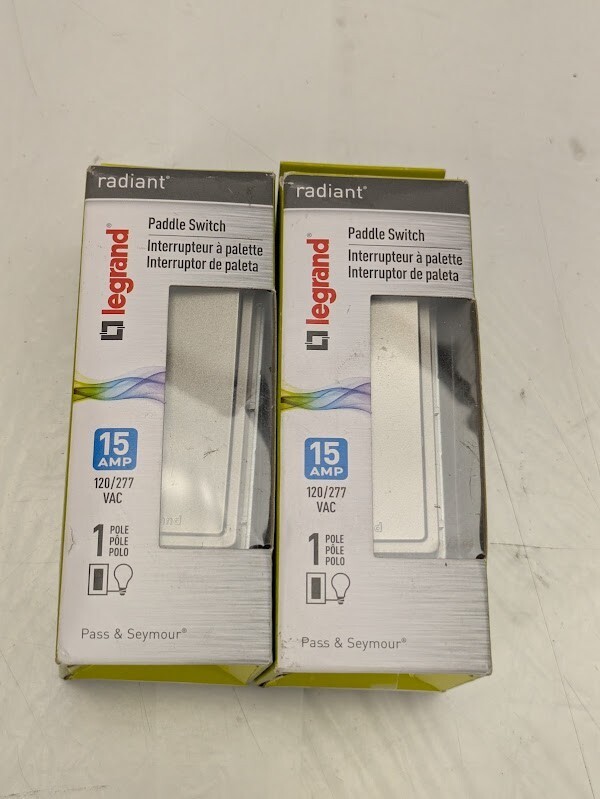 radiant®
Paddle Switch
Interrupteur à palette
Interruptor de paleta
legrand®
15
AMP
120/277
VAC
1 POLE
PÔLE
POLO
Pass & Seymour®
radiant®
Paddle Switch
Interrupteur à palette
Interruptor de paleta
legrand®
15
AMP
120/277
VAC
1 POLE
PÔLE
POLO
Pass & Seymour®